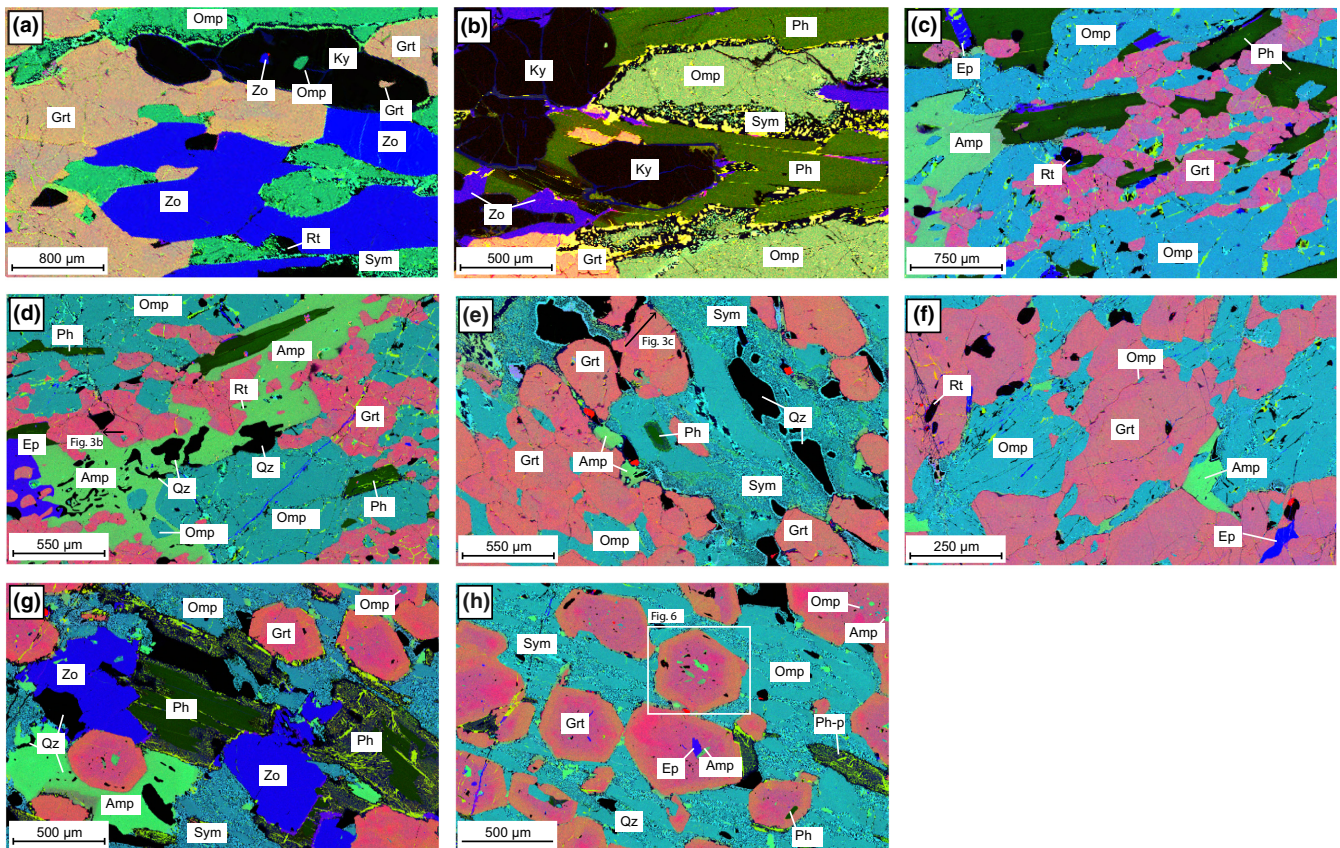 (a)
Omp
Grt
Ky
Zo
Omp
Grt
Grt
Zo
Zo
Rt
800 µm
Sym
(b)
Ph
Ky
Omp
Sym
Ky
Ph
Zo
Grt
Omp
500 µm
(c)
Omp
Ph
Ep
Amp
Rt
Grt
Omp
750 µm
(d)
Omp
Ph
Amp
Rt
Grt
Fig. 3b
Ep
Qz
Amp
Qz
Ph
Omp
Omp
550 µm
(e)
Sym
Fig. 3c
Grt
Qz
Ph
Grt
Amp
Sym
Grt
Omp
550 µm
(f)
Omp
Rt
Grt
Omp
Amp
Ep
250 µm
(g)
Omp
Omp
Grt
Zo
Ph
Ph
Qz
Zo
Amp
Sym
500 µm
(h)
Fig. 6
Omp
Amp
Sym
Omp
Grt
Ph-p
Ep
Amp
Qz
Ph
500 µm